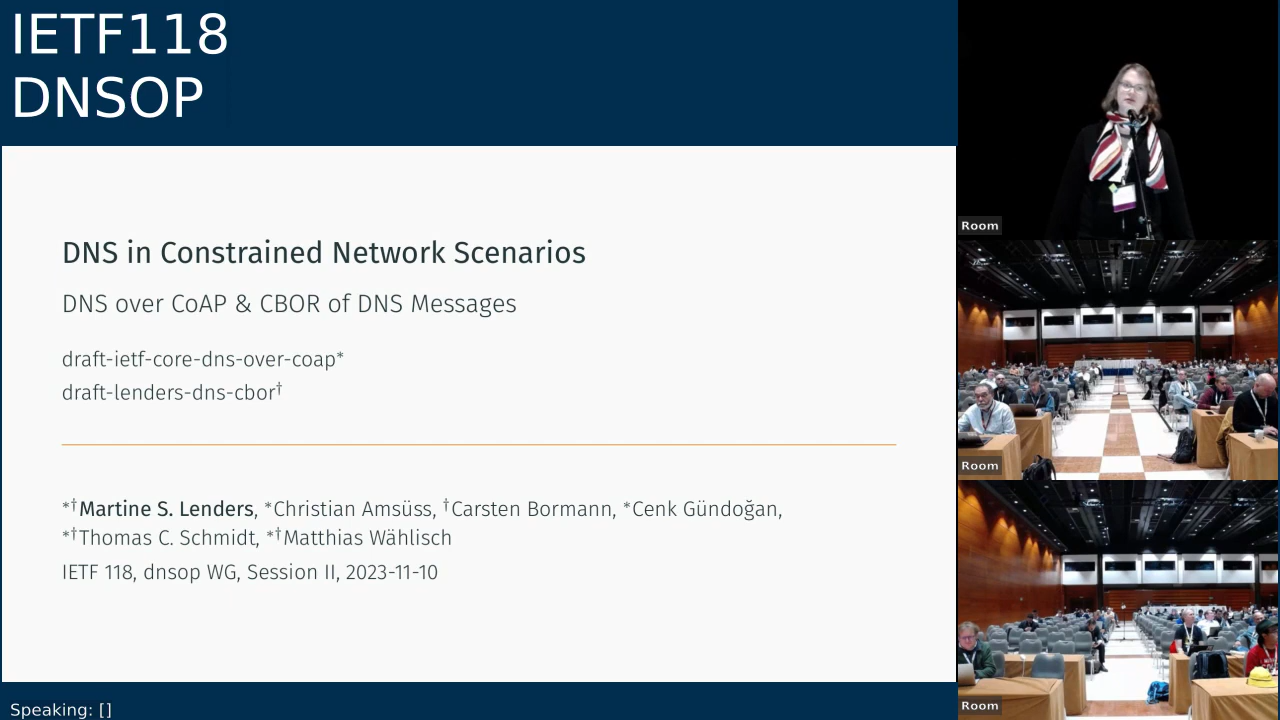 IETF118
DNSOP
DNS in Constrained Network Scenarios
DNS over CoAP & CBOR of DNS Messages
draft-ietf-core-dns-over-coap*
draft-lenders-dns-cbor†
*†Martine S. Lenders, *Christian Amsüss, †Carsten Bormann, *Cenk Gündoğan,
*†Thomas C. Schmidt, *†Matthias Wählisch
IETF 118, dnsop WG, Session II, 2023-11-10
Speaking: []
Room
Room
Room